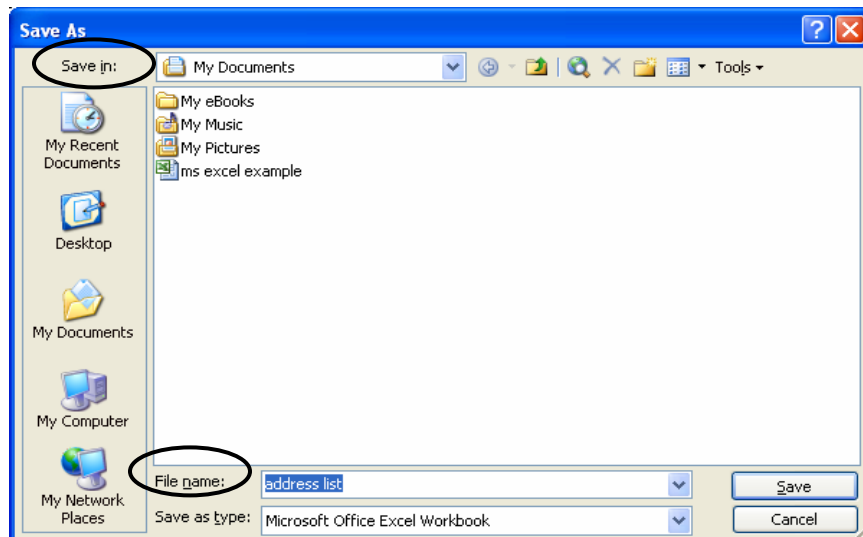 Save As
Save in:
My Documents
Tools
My Recent
Documents
Desktop
My Documents
My Computer
My Network
Places
My eBooks
My Music
My Pictures
ms excel example
File name:
address list
Save
Save as type:
Microsoft Office Excel Workbook
Cancel